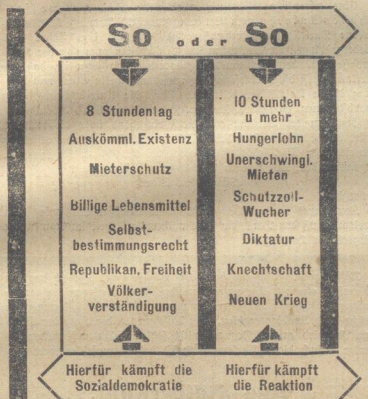 So oder So
8 Stundentag
Auskömml. Existenz
Mieterschutz
Billige Lebensmittel
Selbst-
bestimmungsrecht
Republikan. Freiheit
Völker-
verständigung
Hierfür kämpft die
Sozialdemokratie
10 Stunden
u mehr
Hungerlohn
Unerschwingl.
Mieten
Schutzzoll-
Wucher
Diktatur
Knechtschaft
Neuen Krieg
Hierfür kämpft
die Reaktion